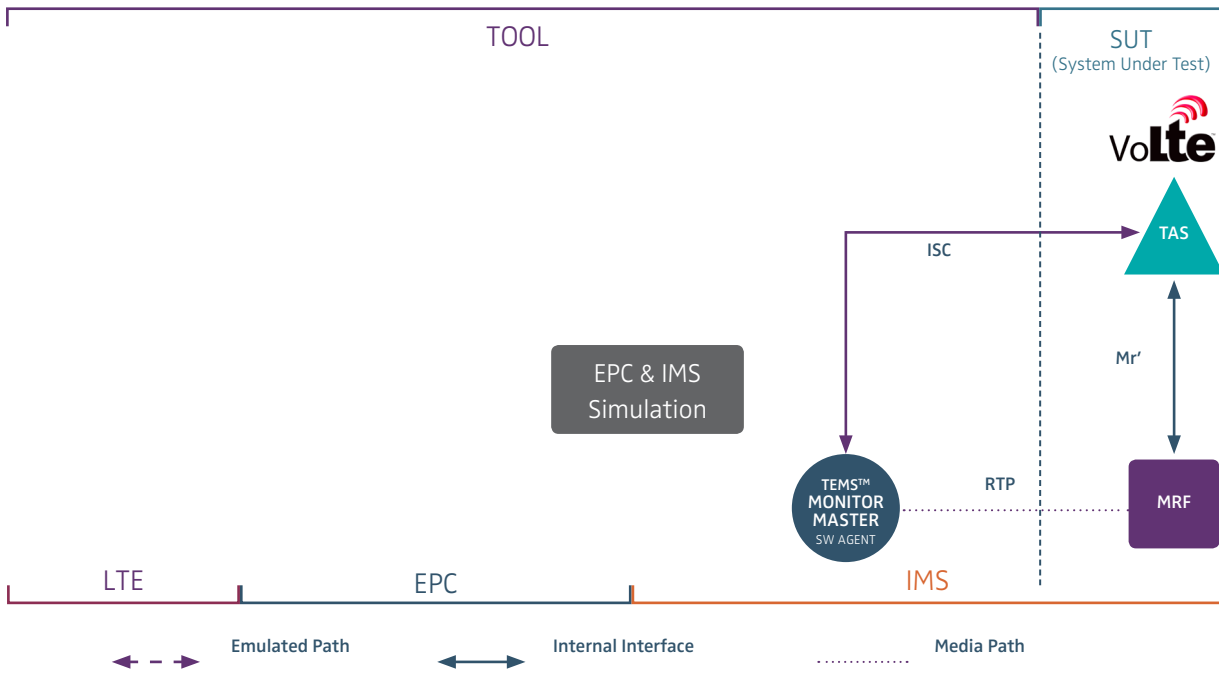 TOOL
SUT
(System Under Test)
VoLte
TAS
ISC
Mr′
EPC & IMS
Simulation
TEMS™
MONITOR
MASTER
SW AGENT
RTP
MRF
LTE
EPC
IMS
Emulated Path
Internal Interface
Media Path